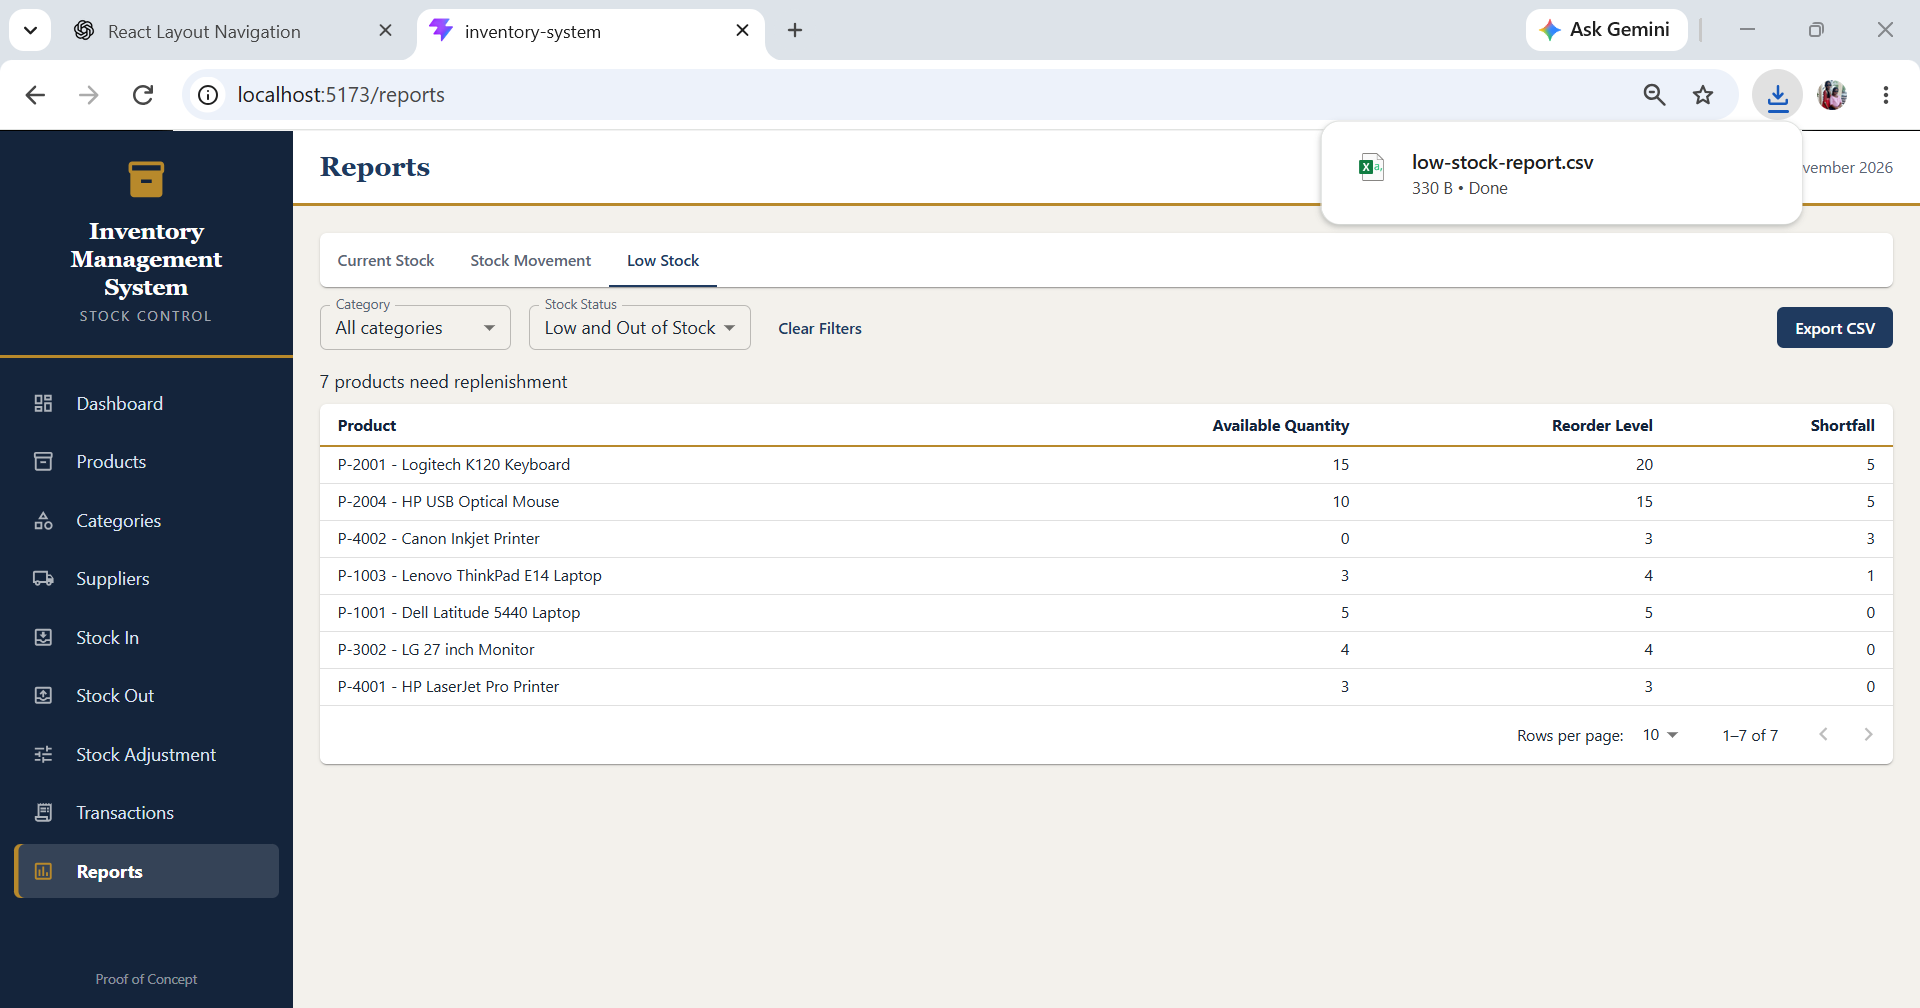 React Layout Navigation
inventory-system
Ask Gemini
localhost:5173/reports
low-stock-report.csv
330 B • Done
Inventory
Management
System
STOCK CONTROL
Dashboard
Products
Categories
Suppliers
Stock In
Stock Out
Stock Adjustment
Transactions
Reports
Proof of Concept
Reports
2026
Current Stock Stock Movement Low Stock
Category
All categories
Stock Status
Low and Out of Stock
Clear Filters
Export CSV
7 products need replenishment
Product Available Quantity Reorder Level Shortfall
P-2001 - Logitech K120 Keyboard 15 20 5
P-2004 - HP USB Optical Mouse 10 15 5
P-4002 - Canon Inkjet Printer 0 3 3
P-1003 - Lenovo ThinkPad E14 Laptop 3 4 1
P-1001 - Dell Latitude 5440 Laptop 5 5 0
P-3002 - LG 27 inch Monitor 4 4 0
P-4001 - HP LaserJet Pro Printer 3 3 0
Rows per page: 10 1–7 of 7